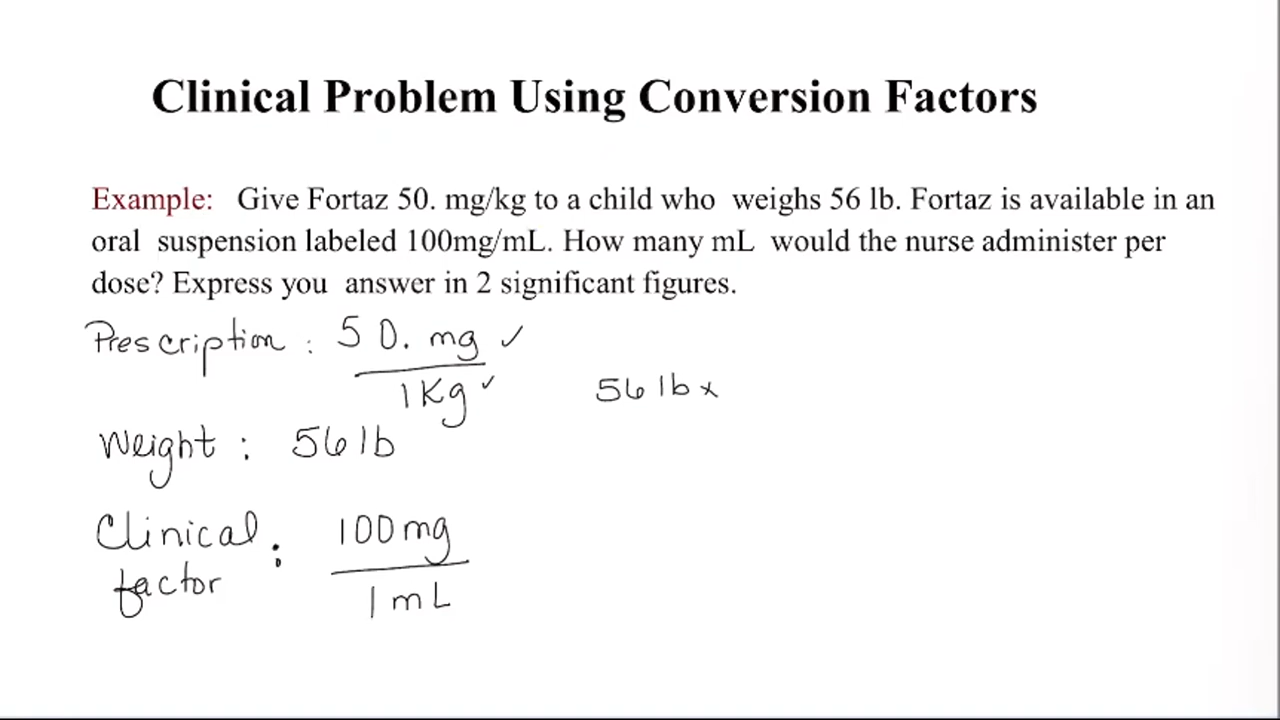 Clinical Problem Using Conversion Factors
Example: Give Fortaz 50. mg/kg to a child who weighs 56 lb. Fortaz is available in an
oral suspension labeled 100mg/mL. How many mL would the nurse administer per
dose? Express you answer in 2 significant figures.
Prescription : 50. mg ✓
1 Kg ✓
56 lb x
Weight : 56 lb
Clinical factor : 100 mg
1 mL